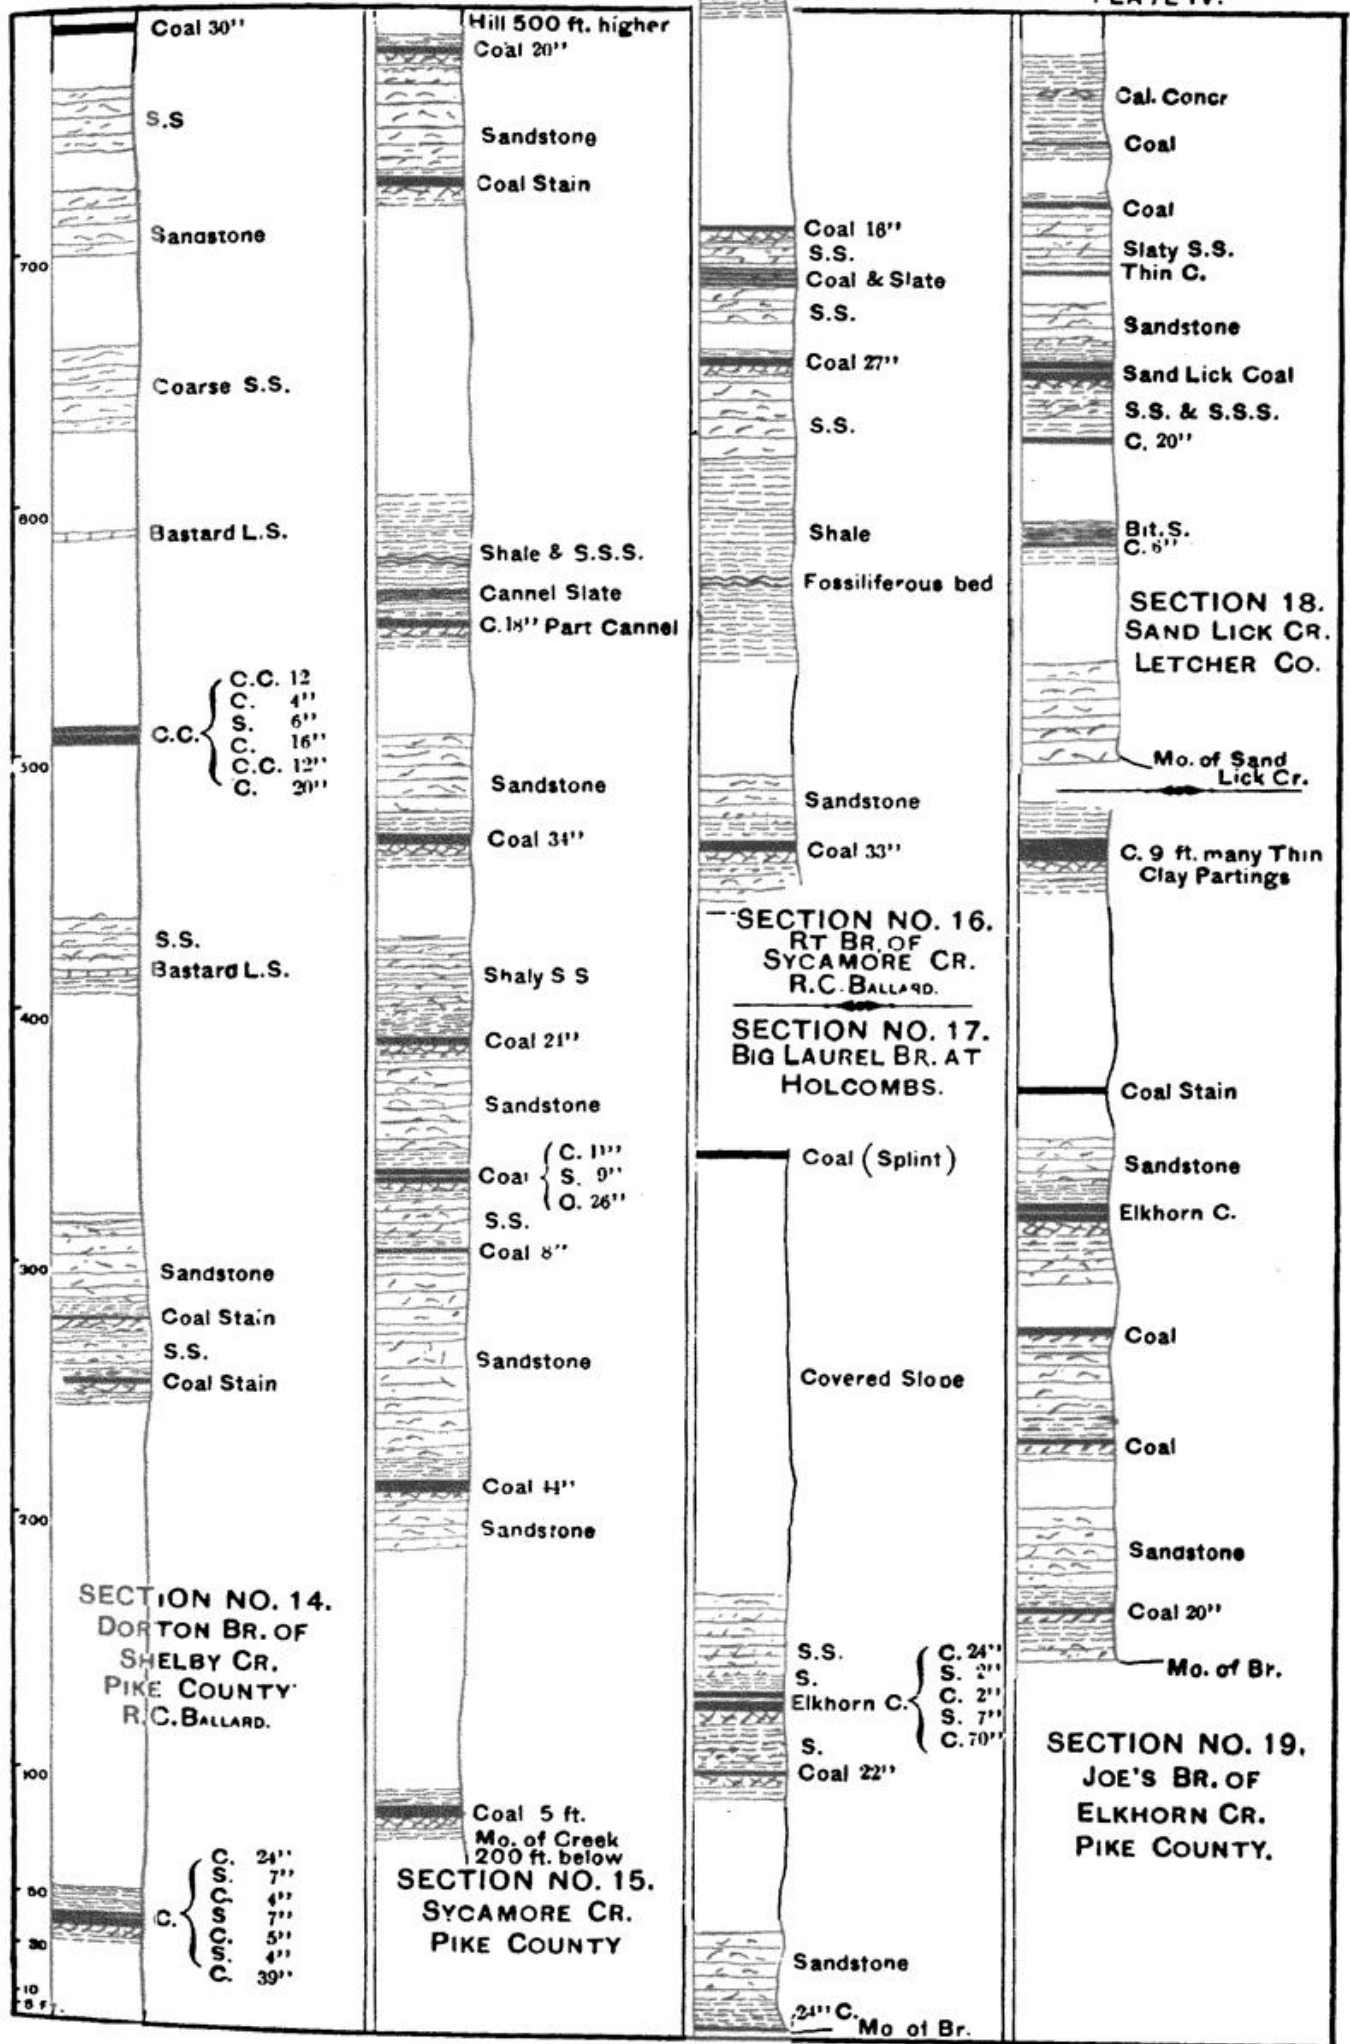 PLATE IV.
Coal 30"
S.S
Sandstone
700
Coarse S.S.
600
Bastard L.S.
C.C. 12
C. 4"
S. 6"
C.C.
C. 16"
C.C. 12"
C. 20"
500
S.S.
Bastard L.S.
400
300
Sandstone
Coal Stain
S.S.
Coal Stain
200
SECTION NO. 14.
DORTON BR. OF
SHELBY CR.
PIKE COUNTY
R.C. BALLARD.
100
C. 24"
S. 7"
50
C. 4"
C.
S 7"
C. 5"
30
S. 4"
C. 39"
10
Hill 500 ft. higher
Coal 20"
Sandstone
Coal Stain
Shale & S.S.S.
Cannel Slate
C. 18" Part Cannel
Sandstone
Coal 34"
Shaly S S
Coal 21"
Sandstone
C. 11"
Coal
S. 9"
C. 26"
S.S.
Coal 8"
Sandstone
Coal 44"
Sandstone
Coal 5 ft.
Mo. of Creek
200 ft. below
SECTION NO. 15.
SYCAMORE CR.
PIKE COUNTY
Coal 16"
S.S.
Coal & Slate
S.S.
Coal 27"
S.S.
Shale
Fossiliferous bed
Sandstone
Coal 33"
SECTION NO. 16.
RT BR. OF
SYCAMORE CR.
R.C. BALLARD.
SECTION NO. 17.
BIG LAUREL BR. AT
HOLCOMBS.
Coal (Splint)
Covered Slope
S.S.
C. 24"
S.
S. 2"
Elkhorn C.
C. 2"
S. 7"
C. 70"
S.
Coal 22"
Sandstone
24" C.
Mo of Br.
Cal. Concr
Coal
Coal
Slaty S.S.
Thin C.
Sandstone
Sand Lick Coal
S.S. & S.S.S.
C. 20"
Bit. S.
C. 6"
SECTION 18.
SAND LICK CR.
LETCHER CO.
Mo. of Sand
Lick Cr.
C. 9 ft. many Thin
Clay Partings
Coal Stain
Sandstone
Elkhorn C.
Coal
Coal
Sandstone
Coal 20"
Mo. of Br.
SECTION NO. 19.
JOE'S BR. OF
ELKHORN CR.
PIKE COUNTY.